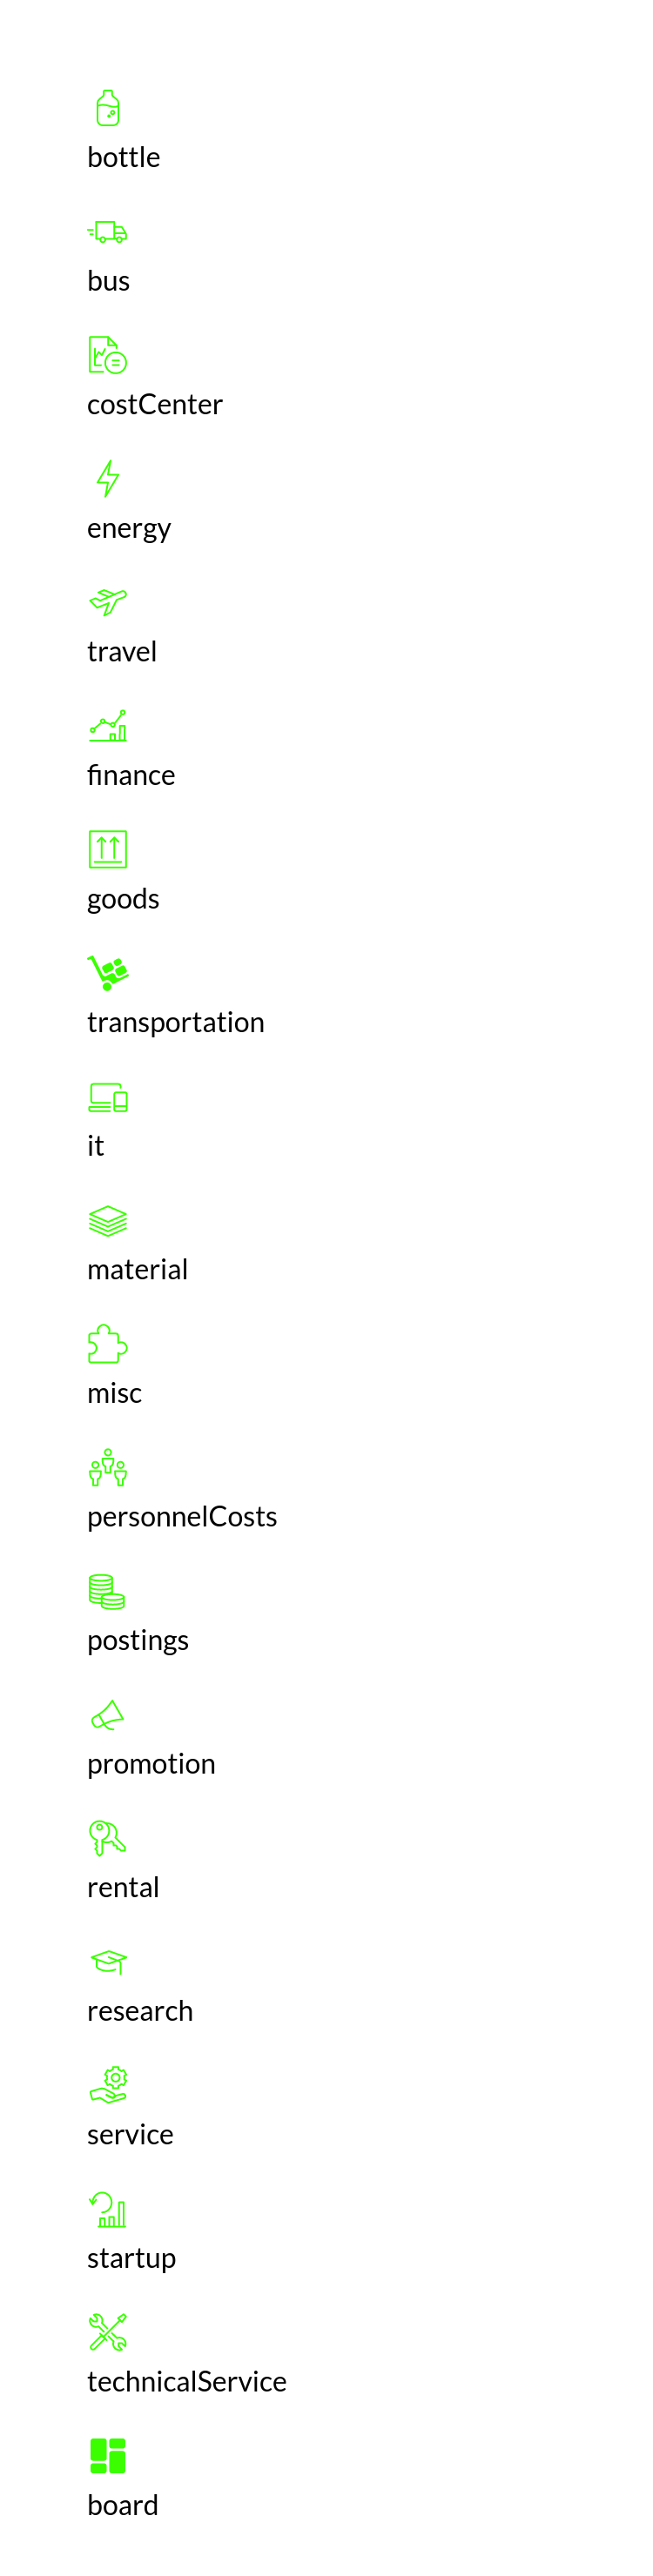 bottle
bus
costCenter
energy
travel
finance
goods
transportation
it
material
misc
personnelCosts
postings
promotion
rental
research
service
startup
technicalService
board